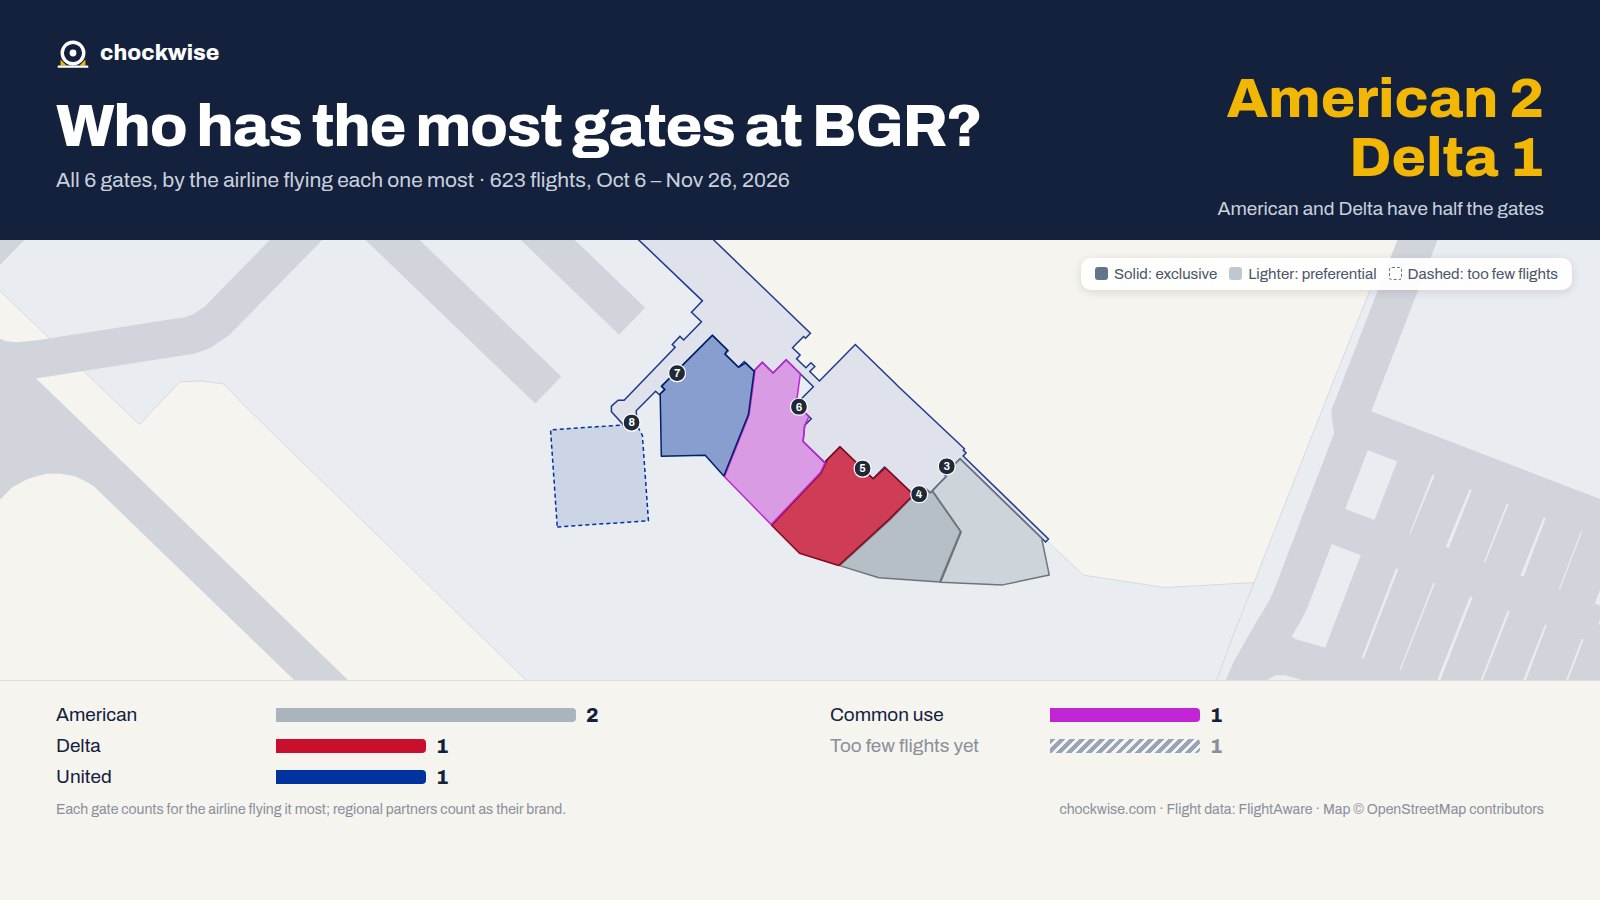 chockwise
Who has the most gates at BGR?
All 6 gates, by the airline flying each one most · 623 flights, Oct 6 – Nov 26, 2026
American 2
Delta 1
American and Delta have half the gates
Solid: exclusive Lighter: preferential Dashed: too few flights
7
8
6
5
3
4
American 2
Delta 1
United 1
Common use 1
Too few flights yet 1
Each gate counts for the airline flying it most; regional partners count as their brand.
chockwise.com · Flight data: FlightAware · Map © OpenStreetMap contributors